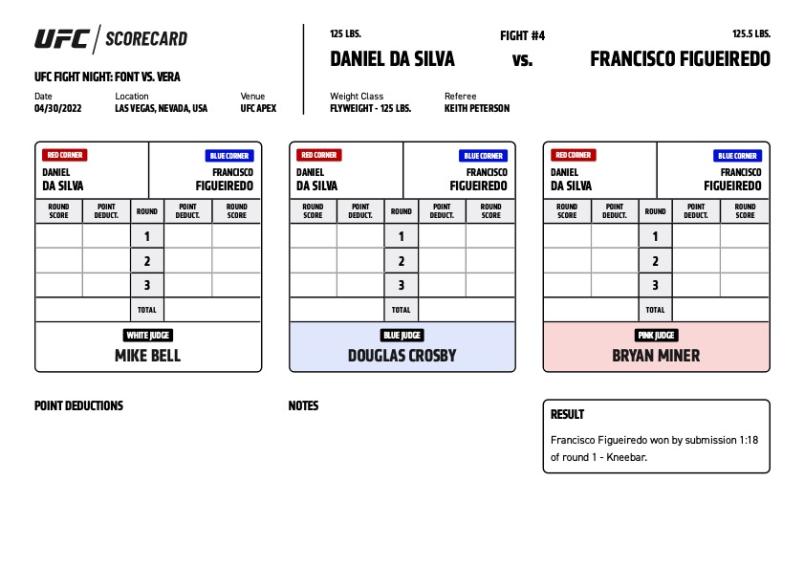 UFC SCORECARD
UFC FIGHT NIGHT: FONT VS. VERA
Date Location Venue
04/30/2022 LAS VEGAS, NEVADA, USA UFC APEX
125 LBS. FIGHT #4 125.5 LBS.
DANIEL DA SILVA VS. FRANCISCO FIGUEIREDO
Weight Class Referee
FLYWEIGHT - 125 LBS. KEITH PETERSON
RED CORNER BLUE CORNER
DANIEL FRANCISCO
DA SILVA FIGUEIREDO
ROUND SCORE POINT DEDUCT. ROUND POINT DEDUCT. ROUND SCORE
1
2
3
TOTAL
WHITE JUDGE
MIKE BELL
RED CORNER BLUE CORNER
DANIEL FRANCISCO
DA SILVA FIGUEIREDO
ROUND SCORE POINT DEDUCT. ROUND POINT DEDUCT. ROUND SCORE
1
2
3
TOTAL
BLUE JUDGE
DOUGLAS CROSBY
RED CORNER BLUE CORNER
DANIEL FRANCISCO
DA SILVA FIGUEIREDO
ROUND SCORE POINT DEDUCT. ROUND POINT DEDUCT. ROUND SCORE
1
2
3
TOTAL
PINK JUDGE
BRYAN MINER
POINT DEDUCTIONS
NOTES
RESULT
Francisco Figueiredo won by submission 1:18
of round 1 - Kneebar.